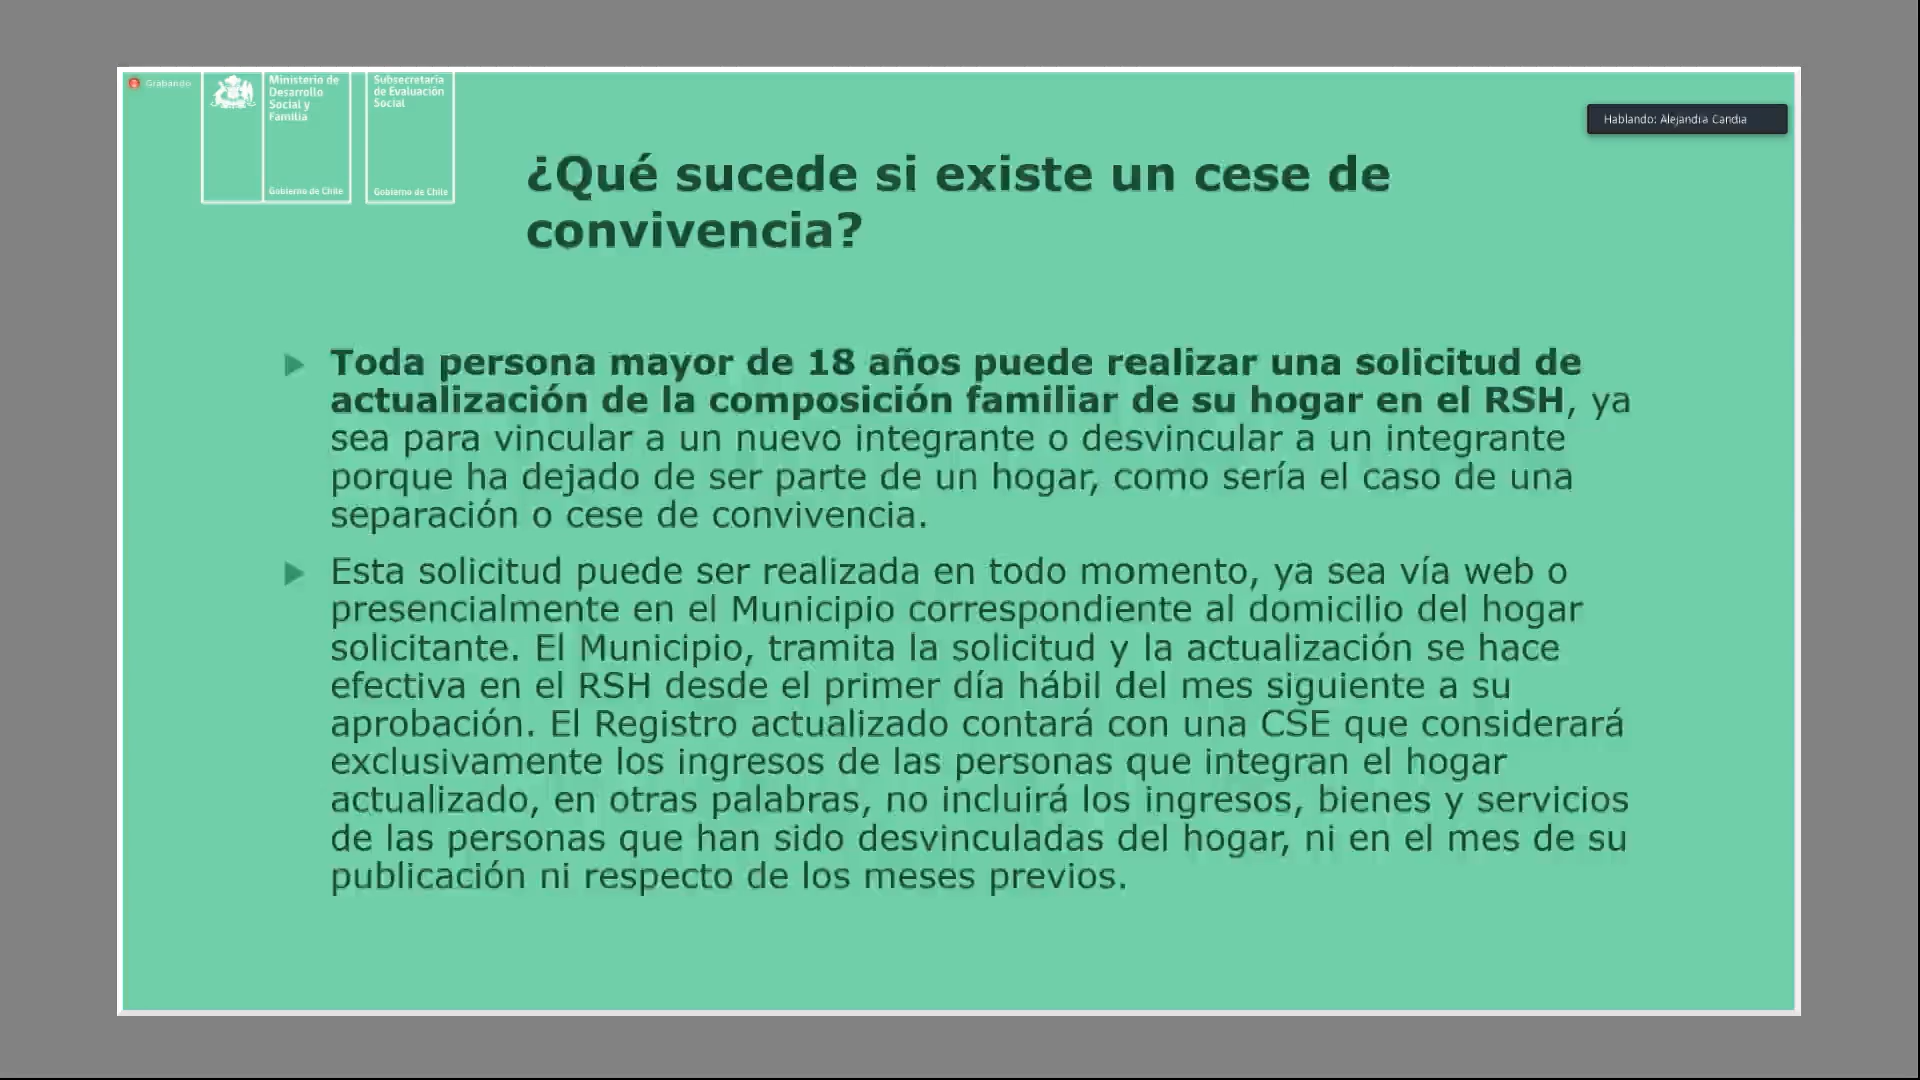 Grabando
Ministerio de
Desarrollo
Social y
Familia
Gobierno de Chile
Subsecretaría
de Evaluación
Social
Gobierno de Chile
Hablando: Alejandra Candia
¿Qué sucede si existe un cese de
convivencia?
Toda persona mayor de 18 años puede realizar una solicitud de
actualización de la composición familiar de su hogar en el RSH, ya
sea para vincular a un nuevo integrante o desvincular a un integrante
porque ha dejado de ser parte de un hogar, como sería el caso de una
separación o cese de convivencia.
Esta solicitud puede ser realizada en todo momento, ya sea vía web o
presencialmente en el Municipio correspondiente al domicilio del hogar
solicitante. El Municipio, tramita la solicitud y la actualización se hace
efectiva en el RSH desde el primer día hábil del mes siguiente a su
aprobación. El Registro actualizado contará con una CSE que considerará
exclusivamente los ingresos de las personas que integran el hogar
actualizado, en otras palabras, no incluirá los ingresos, bienes y servicios
de las personas que han sido desvinculadas del hogar, ni en el mes de su
publicación ni respecto de los meses previos.